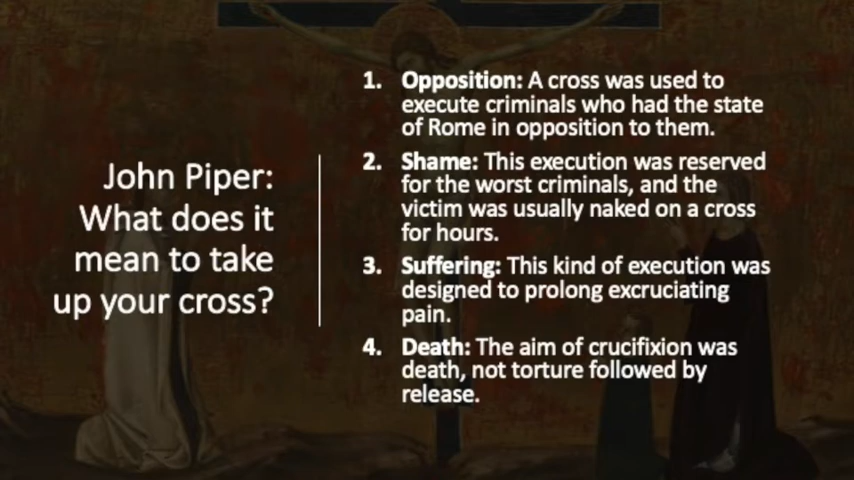 John Piper:
What does it
mean to take
up your cross?
1. Opposition: A cross was used to
execute criminals who had the state
of Rome in opposition to them.
2. Shame: This execution was reserved
for the worst criminals, and the
victim was usually naked on a cross
for hours.
3. Suffering: This kind of execution was
designed to prolong excruciating
pain.
4. Death: The aim of crucifixion was
death, not torture followed by
release.